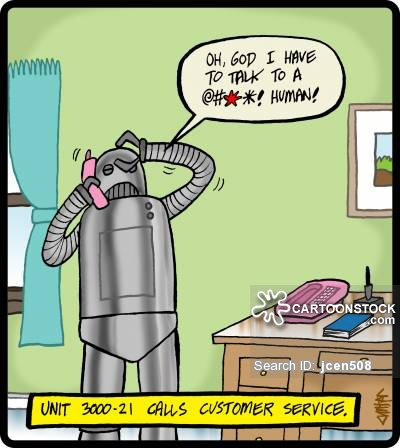 OH, GOD I HAVE
TO TALK TO A
@#★*! HUMAN!
CARTOONSTOCK
.com
Search ID: jcen508
UNIT 3000-21 CALLS CUSTOMER SERVICE.